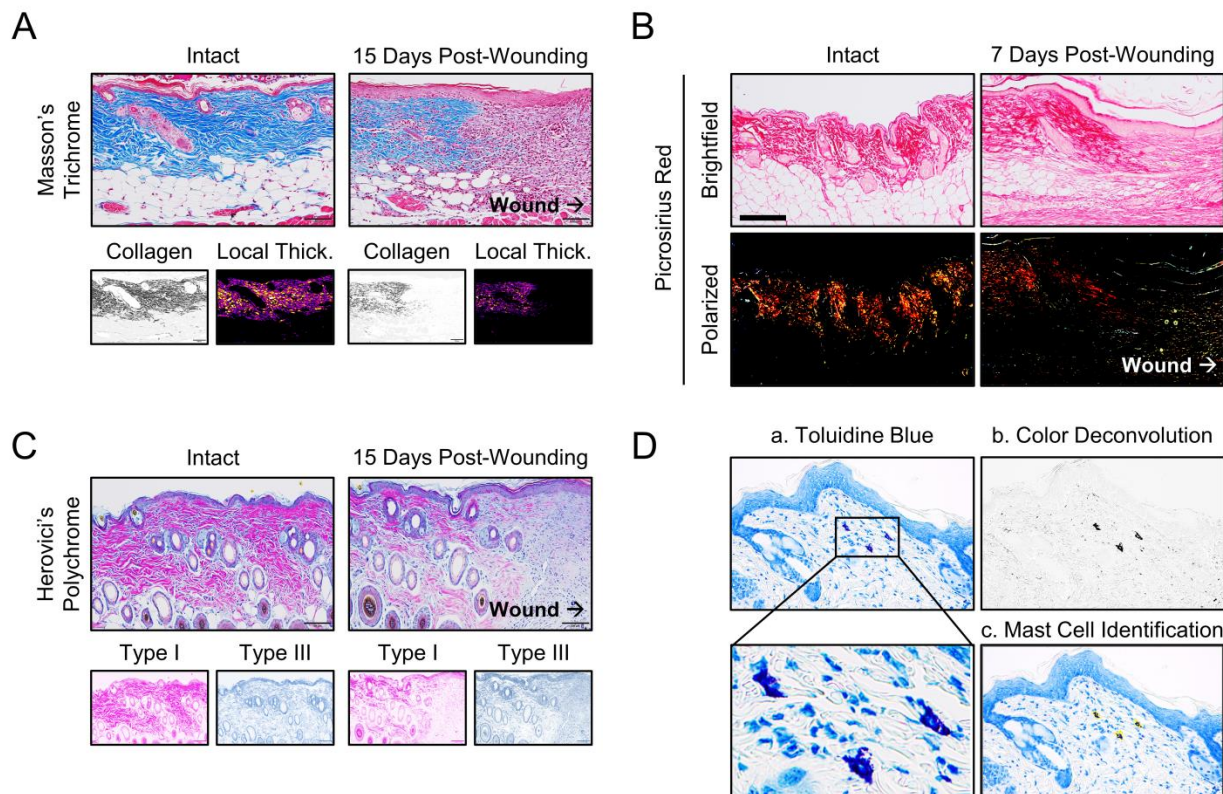 A
Intact
15 Days Post-Wounding
Masson's
Trichrome
Wound →
Collagen
Local Thick.
Collagen
Local Thick.
B
Intact
7 Days Post-Wounding
Picrosirius Red
Brightfield
Polarized
Wound →
C
Intact
15 Days Post-Wounding
Herovici's
Polychrome
Wound →
Type I
Type III
Type I
Type III
D
a. Toluidine Blue
b. Color Deconvolution
c. Mast Cell Identification